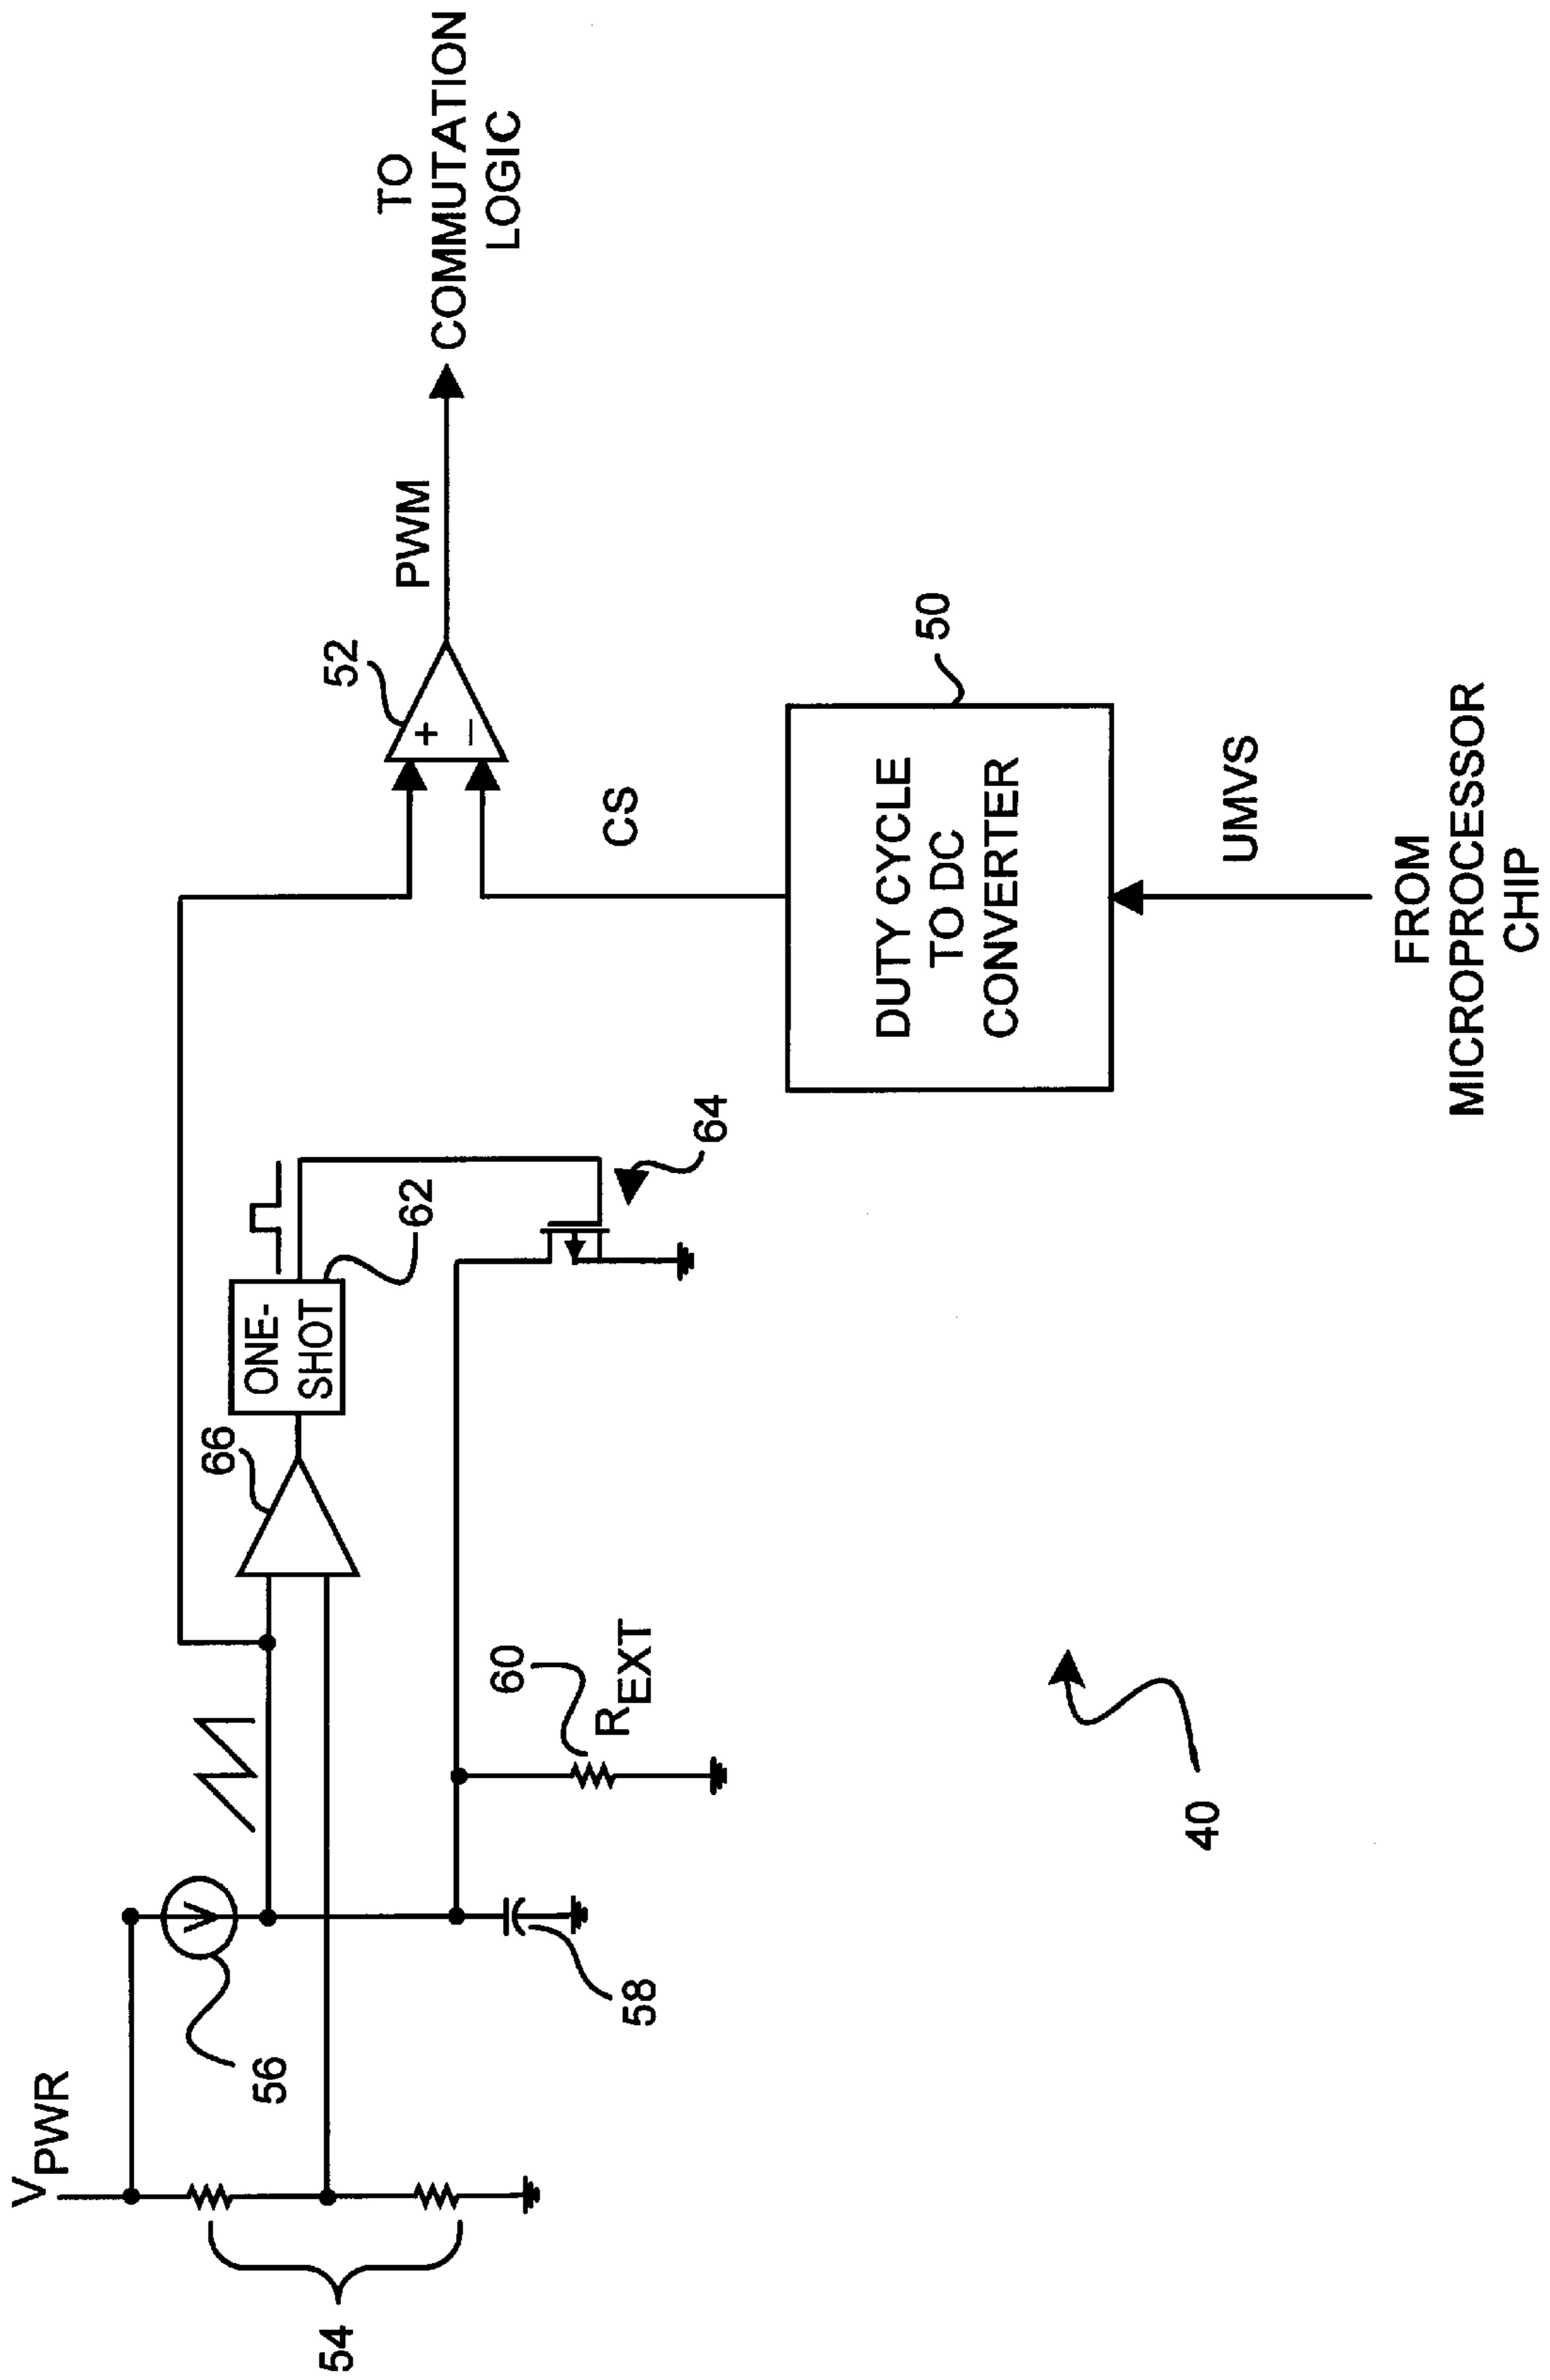 V PWR
56
58
54
66
ONE-
SHOT
62
60
R EXT
64
52
+
−
PWM
TO
COMMUTATION
LOGIC
CS
50
DUTY CYCLE
TO DC
CONVERTER
UMVS
FROM
MICROPROCESSOR
CHIP
40